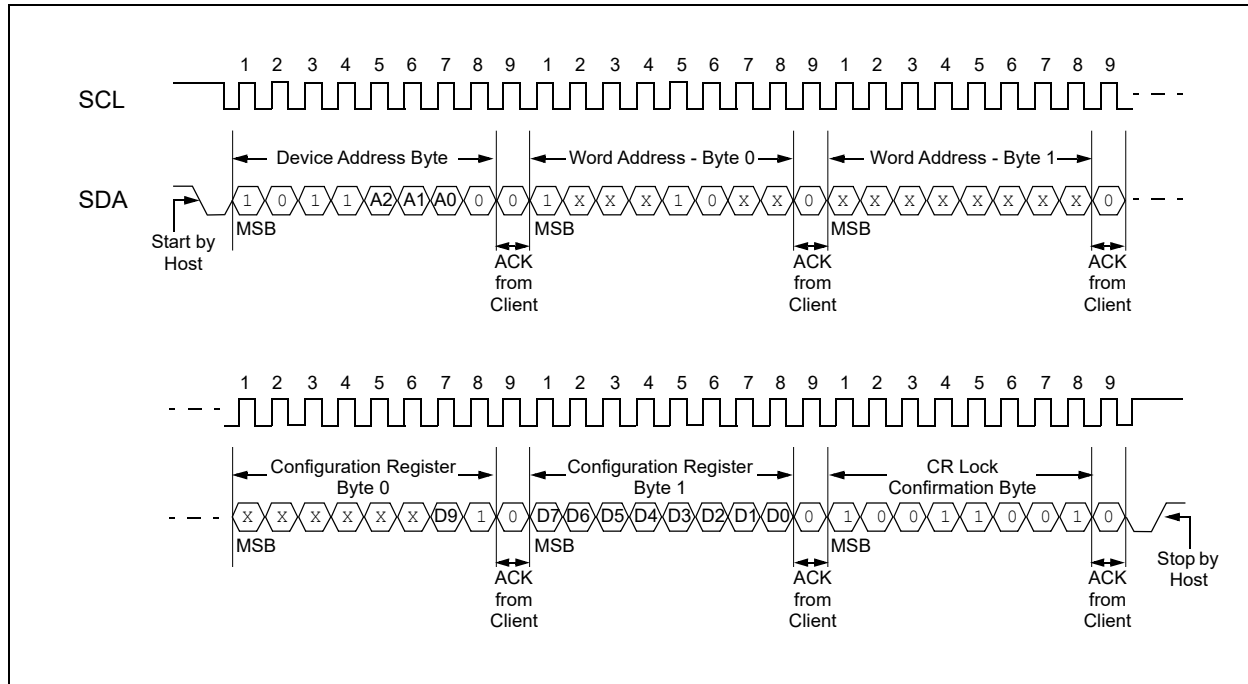 1 2 3 4 5 6 7 8 9 1 2 3 4 5 6 7 8 9 1 2 3 4 5 6 7 8 9
SCL
Device Address Byte Word Address - Byte 0 Word Address - Byte 1
SDA 1 0 1 1 A2 A1 A0 0 0 1 X X X 1 0 X X 0 X X X X X X X X 0
MSB MSB MSB
Start by
Host
ACK
from
Client
ACK
from
Client
ACK
from
Client
1 2 3 4 5 6 7 8 9 1 2 3 4 5 6 7 8 9 1 2 3 4 5 6 7 8 9
Configuration Register
Byte 0
Configuration Register
Byte 1
CR Lock
Confirmation Byte
X X X X X X D9 1 0 D7 D6 D5 D4 D3 D2 D1 D0 0 1 0 0 1 1 0 0 1 0
MSB MSB MSB
ACK
from
Client
ACK
from
Client
ACK
from
Client
Stop by
Host